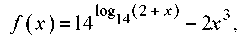 f(x) = 14^{log_{14}(2 + x)} − 2x^3,